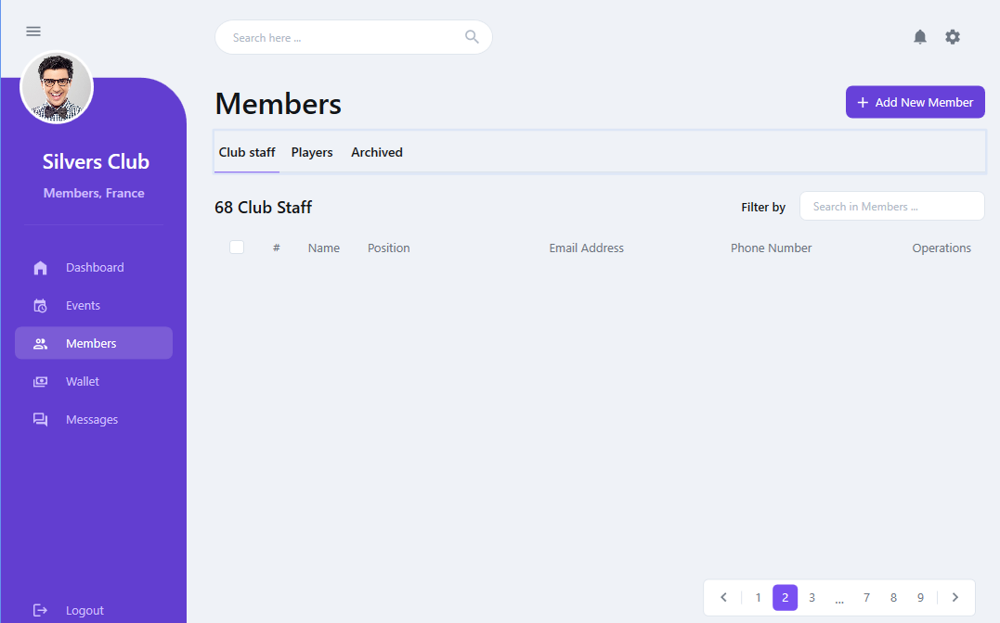 Search here ...
Silvers Club
Members, France
Dashboard
Events
Members
Wallet
Messages
Logout
Members
+ Add New Member
Club staff Players Archived
68 Club Staff
Filter by Search in Members ...
# Name Position Email Address Phone Number Operations
< 1 2 3 ... 7 8 9 >